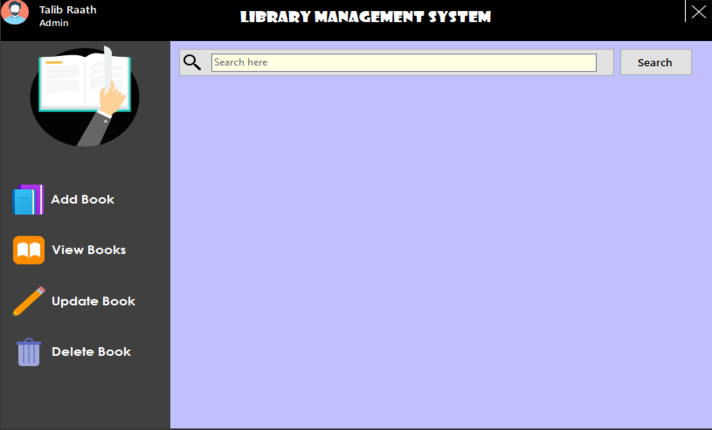 Talib Raath
Admin
LIBRARY MANAGEMENT SYSTEM
Search here
Search
Add Book
View Books
Update Book
Delete Book